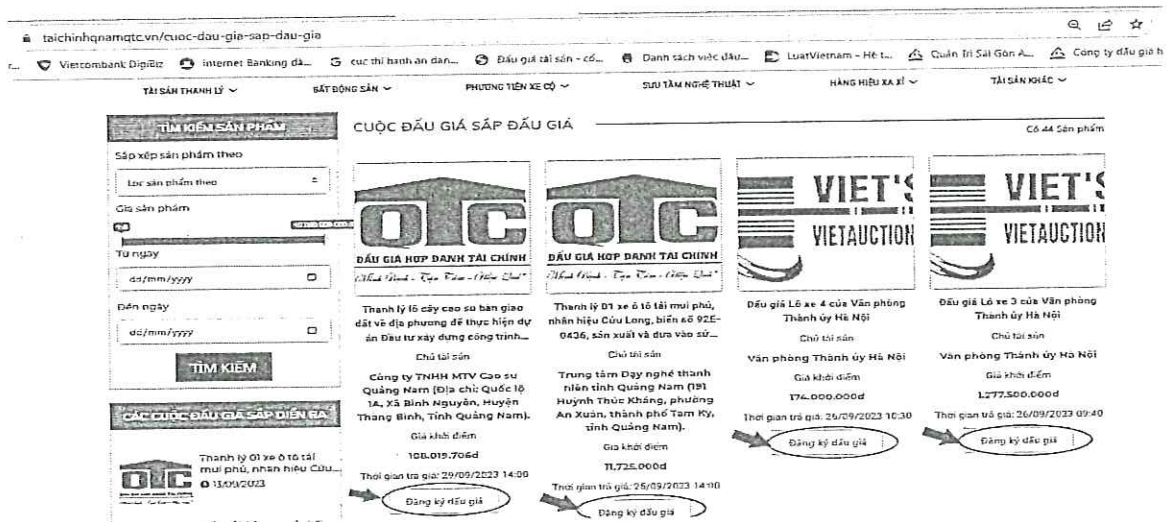 taichinhqnamqtc.vn/cuoc-dau-gia-sap-dau-gia
Vietcombank DigiBiz
Internet Banking dà...
cục thi hành án dân...
Đấu giá tài sản - cổ...
Danh sách việc đấu...
LuatVietnam - Hệ t...
Quản Trị Sài Gòn A...
Công ty đấu giá h
TÀI SẢN THANH LÝ
BẤT ĐỘNG SẢN
PHƯƠNG TIỆN XE CỘ
SƯU TẦM NGHỆ THUẬT
HÀNG HIỆU XA XỈ
TÀI SẢN KHÁC
TÌM KIẾM SẢN PHẨM
Sắp xếp sản phẩm theo
Lọc sản phẩm theo
Giá sản phẩm
Từ ngày
dd/mm/yyyy
Đến ngày
dd/mm/yyyy
TÌM KIẾM
CÁC CUỘC ĐẤU GIÁ SẮP DIỄN RA
QTC
Thanh lý 01 xe ô tô tải
mui phủ, nhãn hiệu Cửu...
13/09/2023
CUỘC ĐẤU GIÁ SẮP ĐẤU GIÁ
Có 44 Sản phẩm
QTC
ĐẤU GIÁ HỢP DANH TÀI CHÍNH
Thanh lý lô cây cao su bàn giao
đất về địa phương để thực hiện dự
án Đầu tư xây dựng công trình...
Chủ tài sản
Công ty TNHH MTV Cao su
Quảng Nam (Địa chỉ: Quốc lộ
1A, Xã Bình Nguyên, Huyện
Thăng Bình, Tỉnh Quảng Nam).
Giá khởi điểm
108.019.706đ
Thời gian trả giá: 29/09/2023 14:00
Đăng ký đấu giá
QTC
ĐẤU GIÁ HỢP DANH TÀI CHÍNH
Thanh lý 01 xe ô tô tải mui phủ,
nhãn hiệu Cửu Long, biển số 92E-
0436, sản xuất và đưa vào sử...
Chủ tài sản
Trung tâm Dạy nghề thanh
niên tỉnh Quảng Nam (191
Huỳnh Thúc Kháng, phường
An Xuân, thành phố Tam Kỳ,
tỉnh Quảng Nam).
Giá khởi điểm
11.725.000đ
Thời gian trả giá: 26/09/2023 14:00
Đăng ký đấu giá
VIET'S
VIETAUCTION
Đấu giá Lô xe 4 của Văn phòng
Thành ủy Hà Nội
Chủ tài sản
Văn phòng Thành ủy Hà Nội
Giá khởi điểm
174.000.000đ
Thời gian trả giá: 26/09/2023 10:30
Đăng ký đấu giá
VIET'S
VIETAUCTION
Đấu giá Lô xe 3 của Văn phòng
Thành ủy Hà Nội
Chủ tài sản
Văn phòng Thành ủy Hà Nội
Giá khởi điểm
1.277.500.000đ
Thời gian trả giá: 26/09/2023 09:40
Đăng ký đấu giá